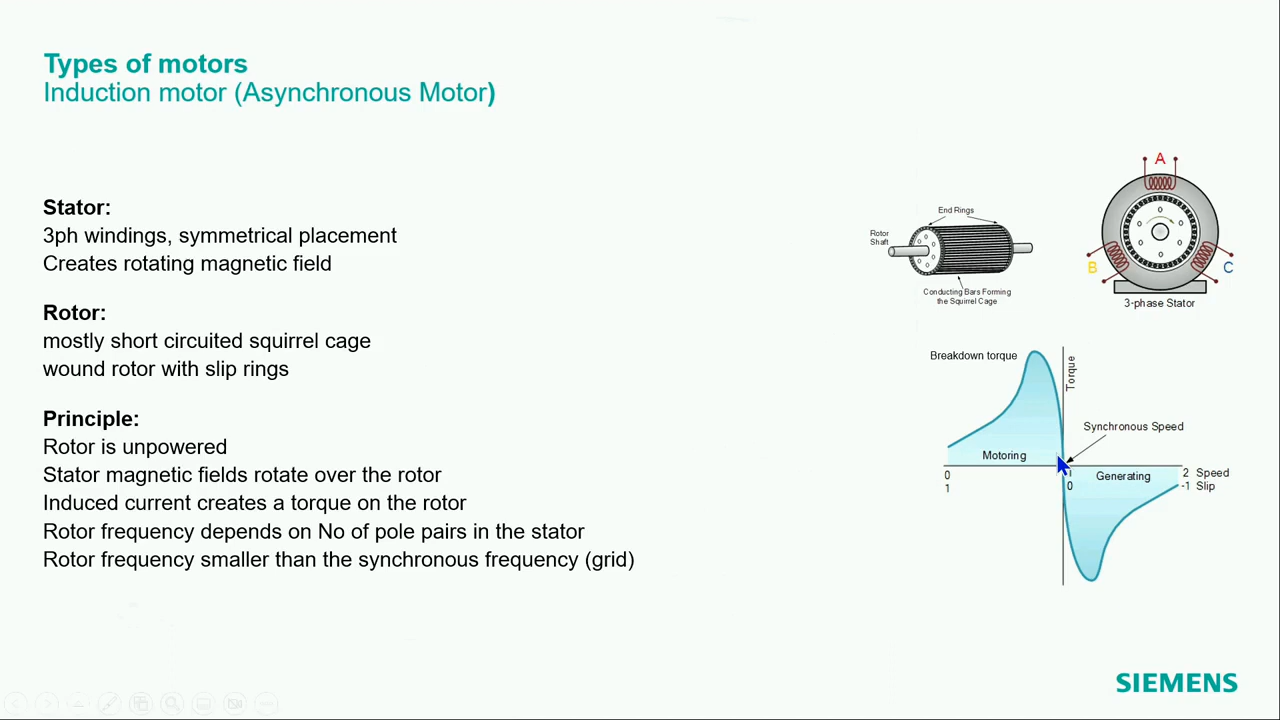 Types of motors
Induction motor (Asynchronous Motor)
Stator:
3ph windings, symmetrical placement
Creates rotating magnetic field
Rotor:
mostly short circuited squirrel cage
wound rotor with slip rings
Principle:
Rotor is unpowered
Stator magnetic fields rotate over the rotor
Induced current creates a torque on the rotor
Rotor frequency depends on No of pole pairs in the stator
Rotor frequency smaller than the synchronous frequency (grid)
End Rings
Rotor
Shaft
Conducting Bars Forming
the Squirrel Cage
A
B
C
3-phase Stator
Breakdown torque
Torque
Synchronous Speed
Motoring
Generating
0 1 2 Speed
1 0 -1 Slip
SIEMENS